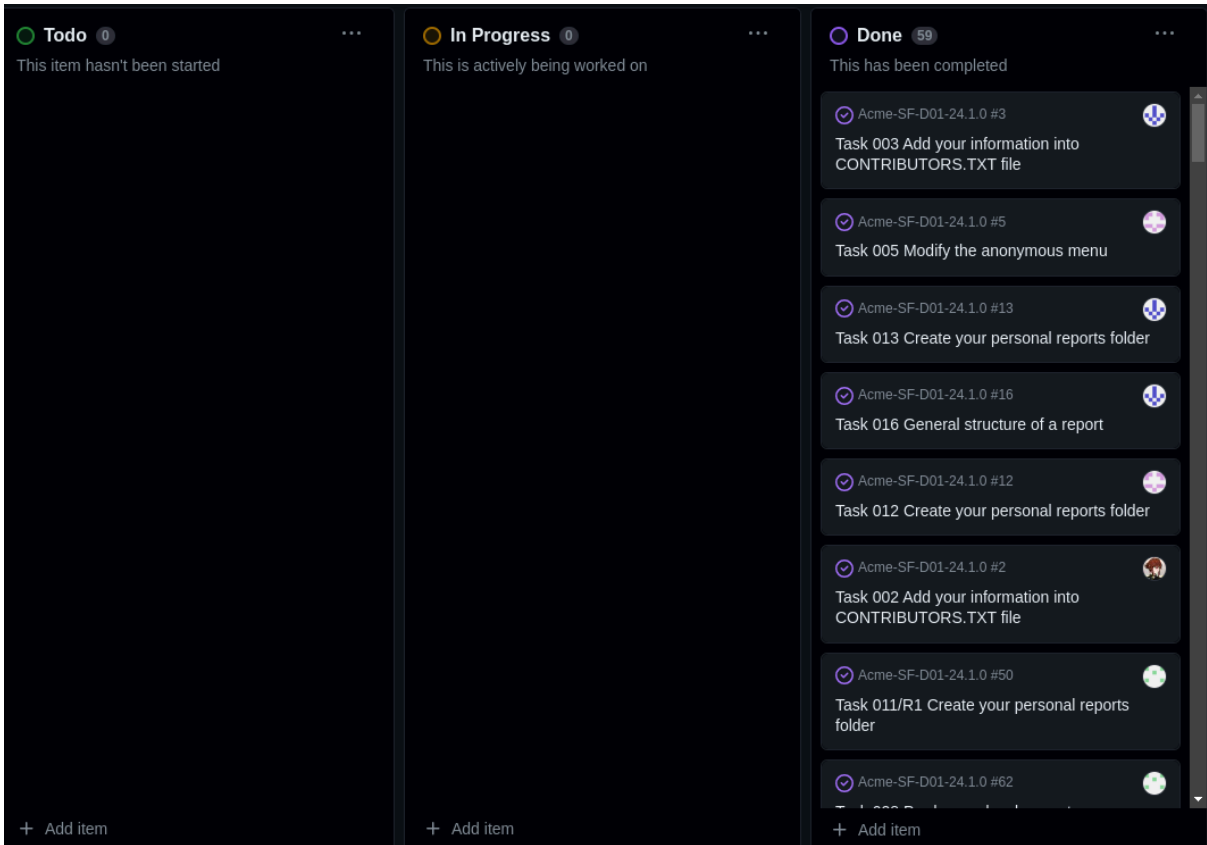 Todo 0
This item hasn't been started
Add item
In Progress 0
This is actively being worked on
Add item
Done 59
This has been completed
Acme-SF-D01-24.1.0 #3
Task 003 Add your information into
CONTRIBUTORS.TXT file
Acme-SF-D01-24.1.0 #5
Task 005 Modify the anonymous menu
Acme-SF-D01-24.1.0 #13
Task 013 Create your personal reports folder
Acme-SF-D01-24.1.0 #16
Task 016 General structure of a report
Acme-SF-D01-24.1.0 #12
Task 012 Create your personal reports folder
Acme-SF-D01-24.1.0 #2
Task 002 Add your information into
CONTRIBUTORS.TXT file
Acme-SF-D01-24.1.0 #50
Task 011/R1 Create your personal reports
folder
Acme-SF-D01-24.1.0 #62
Add item